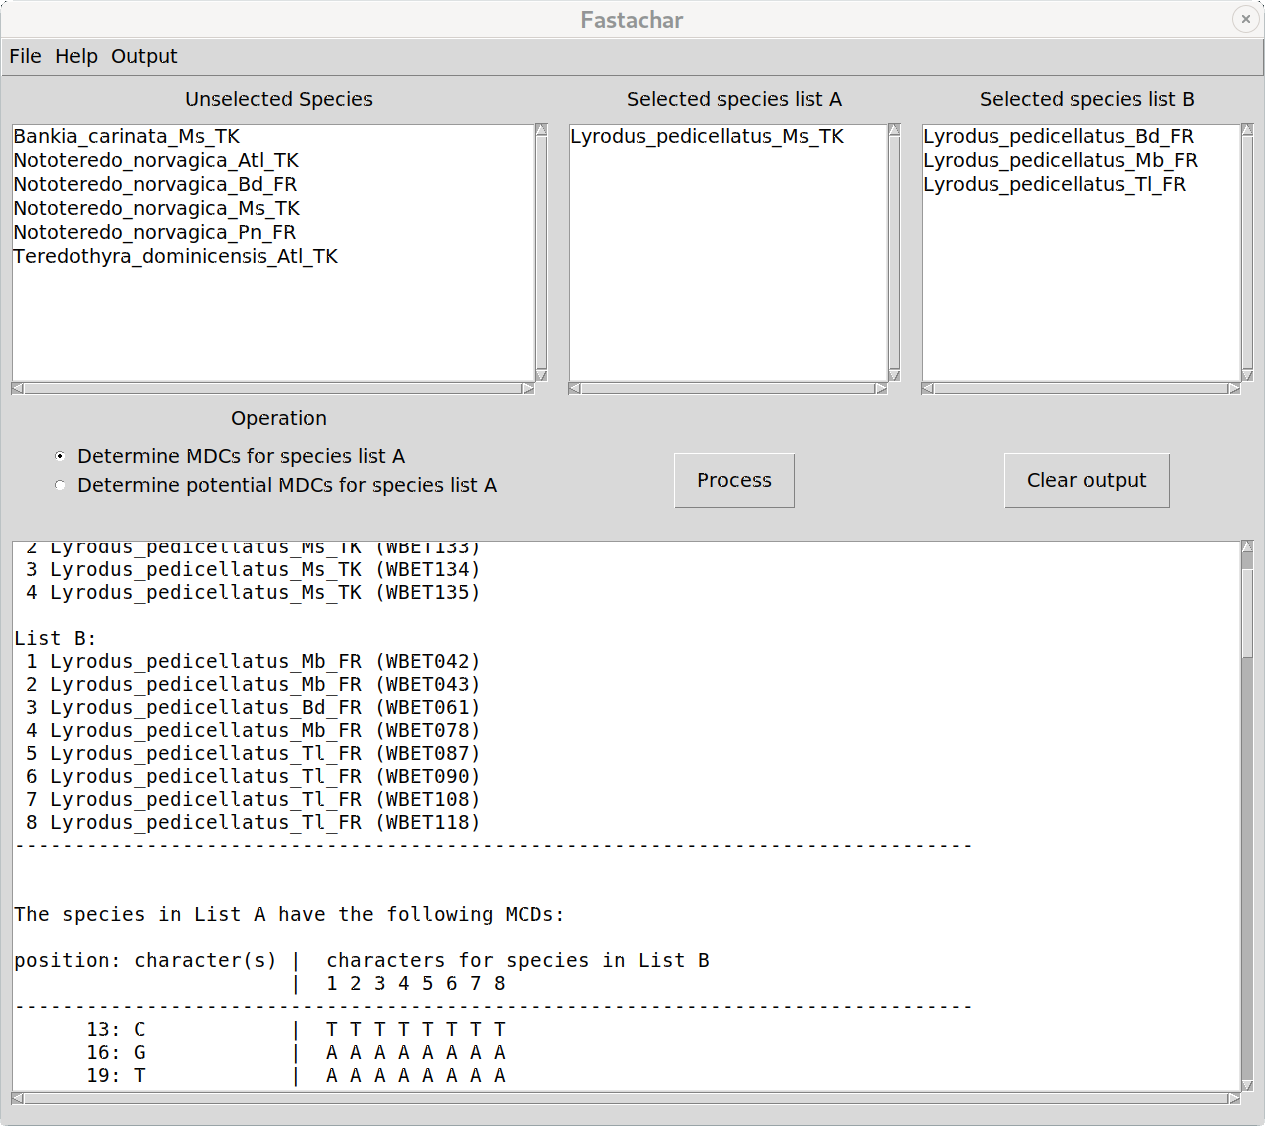 Fastachar
File Help Output
Unselected Species
Selected species list A
Selected species list B
Bankia_carinata_Ms_TK
Nototeredo_norvagica_Atl_TK
Nototeredo_norvagica_Bd_FR
Nototeredo_norvagica_Ms_TK
Nototeredo_norvagica_Pn_FR
Teredothyra_dominicensis_Atl_TK
Lyrodus_pedicellatus_Ms_TK
Lyrodus_pedicellatus_Bd_FR
Lyrodus_pedicellatus_Mb_FR
Lyrodus_pedicellatus_Tl_FR
Operation
Determine MDCs for species list A
Determine potential MDCs for species list A
Process
Clear output
2 Lyrodus_pedicellatus_Ms_TK (WBET133)
3 Lyrodus_pedicellatus_Ms_TK (WBET134)
4 Lyrodus_pedicellatus_Ms_TK (WBET135)
List B:
1 Lyrodus_pedicellatus_Mb_FR (WBET042)
2 Lyrodus_pedicellatus_Mb_FR (WBET043)
3 Lyrodus_pedicellatus_Bd_FR (WBET061)
4 Lyrodus_pedicellatus_Mb_FR (WBET078)
5 Lyrodus_pedicellatus_Tl_FR (WBET087)
6 Lyrodus_pedicellatus_Tl_FR (WBET090)
7 Lyrodus_pedicellatus_Tl_FR (WBET108)
8 Lyrodus_pedicellatus_Tl_FR (WBET118)
--------------------------------------------------------------------------------
The species in List A have the following MCDs:
position: character(s) | characters for species in List B
| 1 2 3 4 5 6 7 8
--------------------------------------------------------------------------------
13: C | T T T T T T T T
16: G | A A A A A A A A
19: T | A A A A A A A A